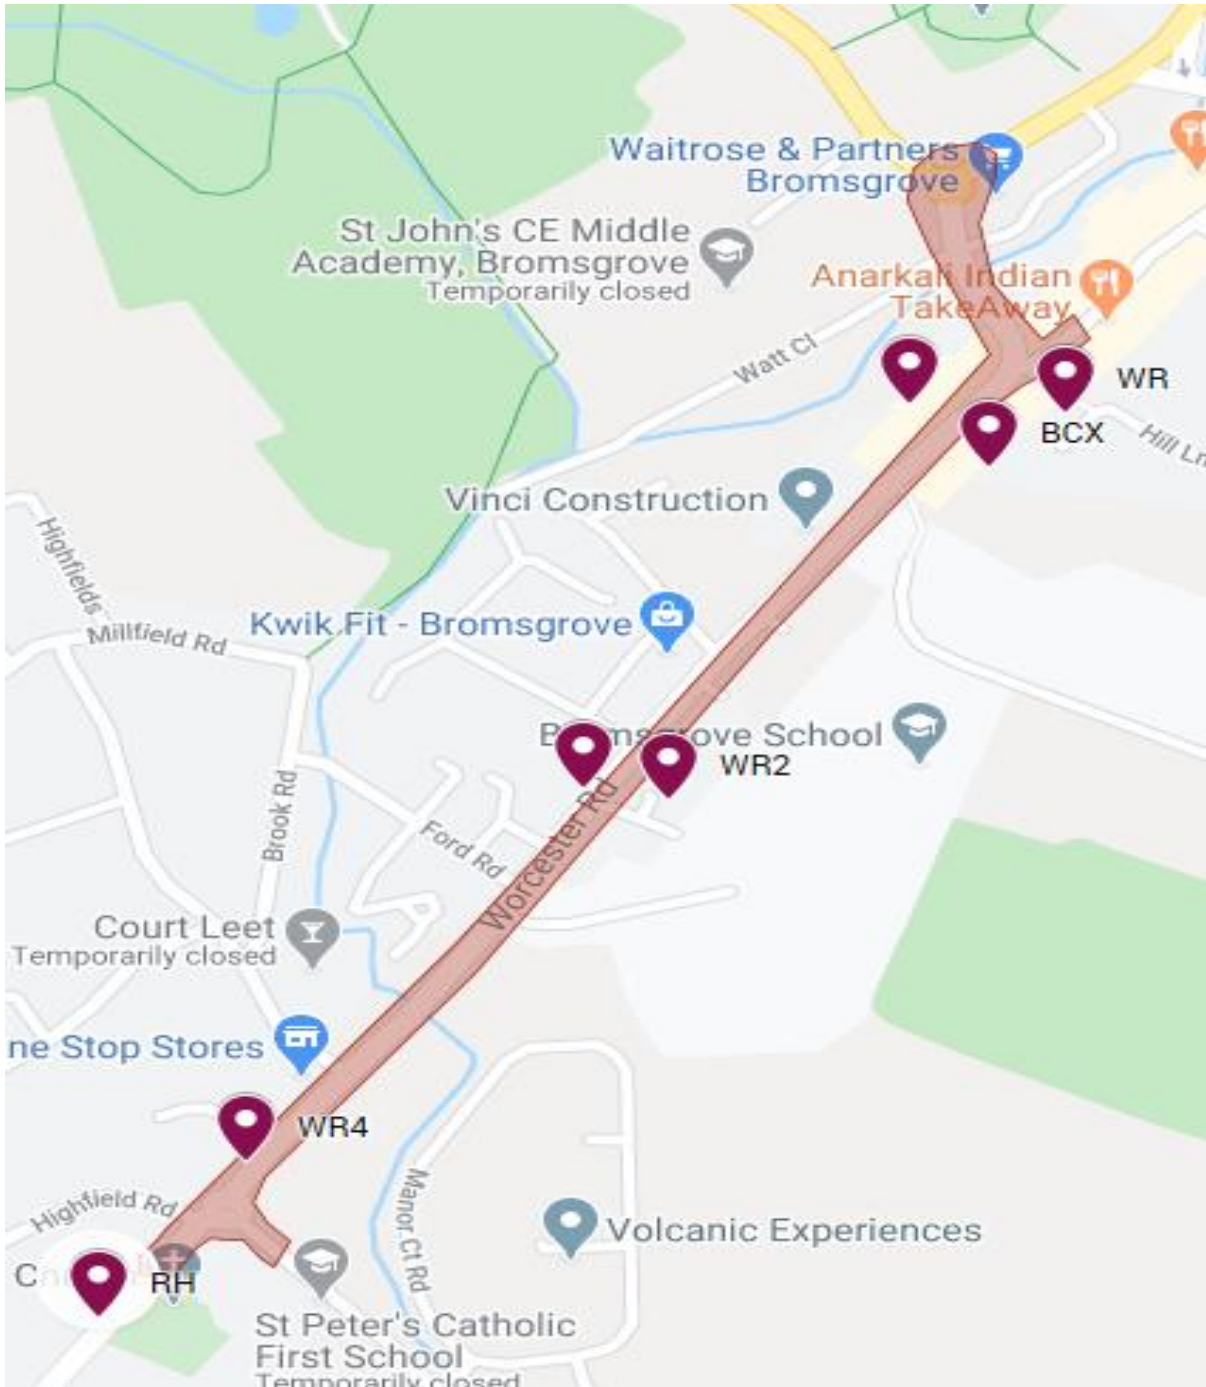 Waitrose & Partners
Bromsgrove
St John's CE Middle
Academy, Bromsgrove
Temporarily closed
Anarkali Indian
TakeAway
Watt Cl
WR
BCX
Hill Ln
Vinci Construction
Highfields
Millfield Rd
Kwik Fit - Bromsgrove
Bromsgrove School
WR2
Brook Rd
Ford Rd
Worcester Rd
Court Leet
Temporarily closed
ne Stop Stores
WR4
Highfield Rd
Manor Ct Rd
Volcanic Experiences
RH
St Peter's Catholic
First School
Temporarily closed